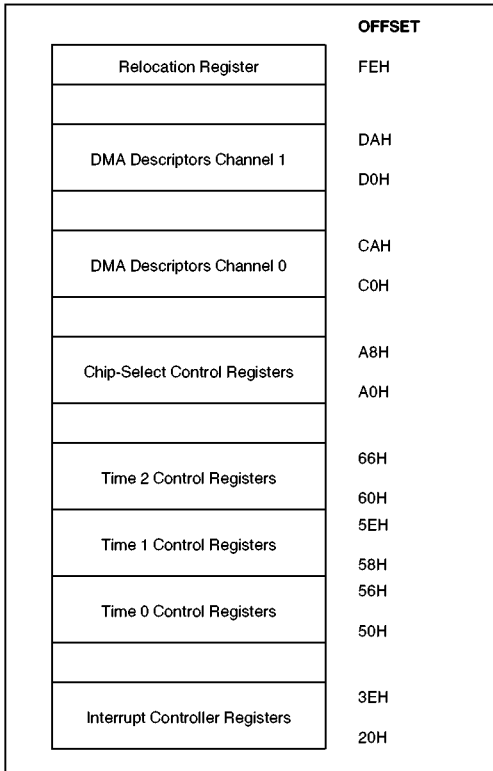 OFFSET
Relocation Register FEH
DAH
DMA Descriptors Channel 1
D0H
CAH
DMA Descriptors Channel 0
C0H
A8H
Chip-Select Control Registers
A0H
66H
Time 2 Control Registers
60H
5EH
Time 1 Control Registers
58H
56H
Time 0 Control Registers
50H
3EH
Interrupt Controller Registers
20H